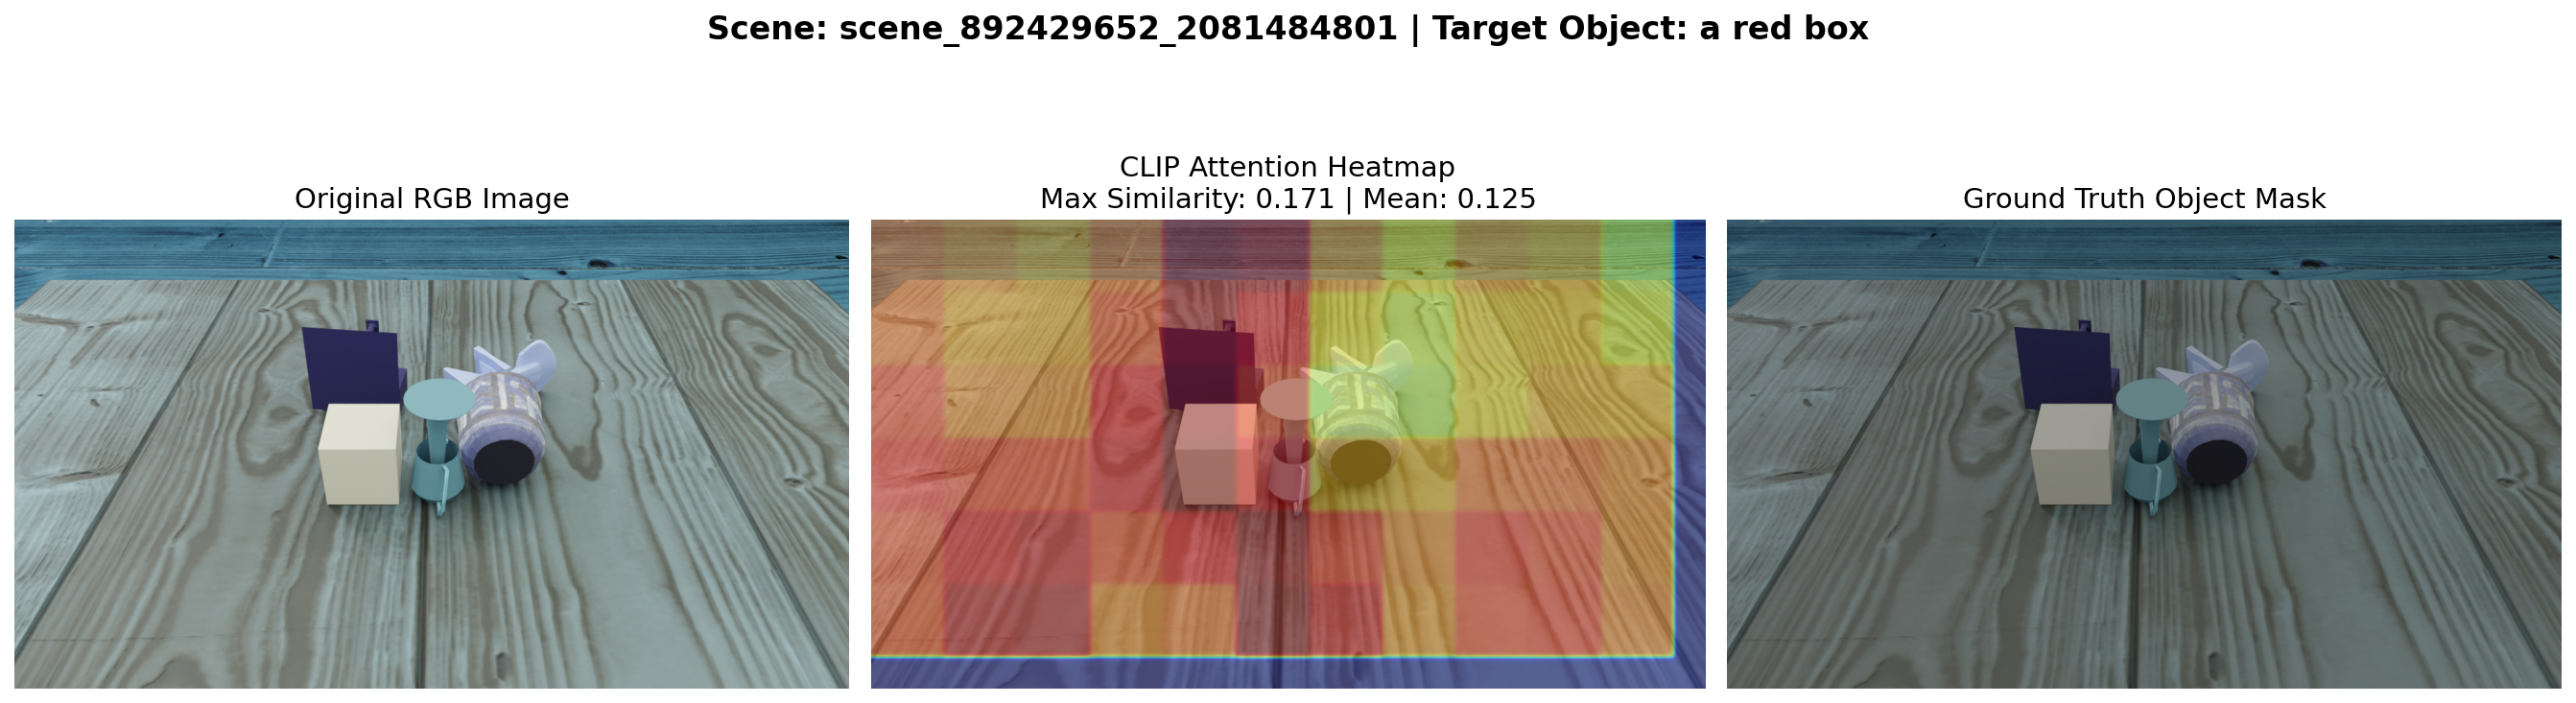 Scene: scene_892429652_2081484801 | Target Object: a red box
Original RGB Image
CLIP Attention Heatmap
Max Similarity: 0.171 | Mean: 0.125
Ground Truth Object Mask